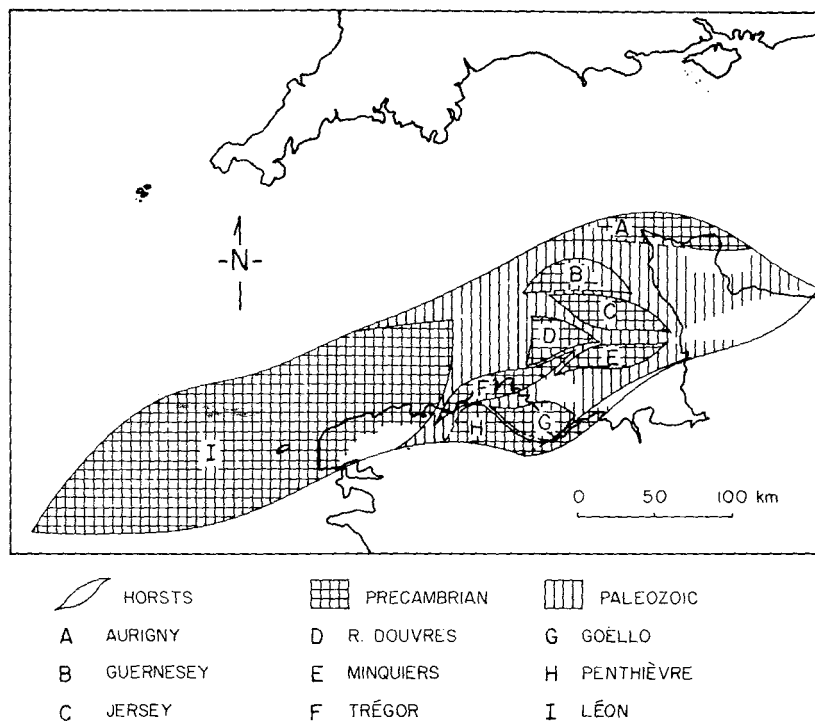 A
-N-
B
C
D
E
F
G
H
I
0 50 100 km
HORSTS PRECAMBRIAN PALEOZOIC
A AURIGNY D R. DOUVRES G GOËLLO
B GUERNESEY E MINQUIERS H PENTHIÈVRE
C JERSEY F TRÉGOR I LÉON